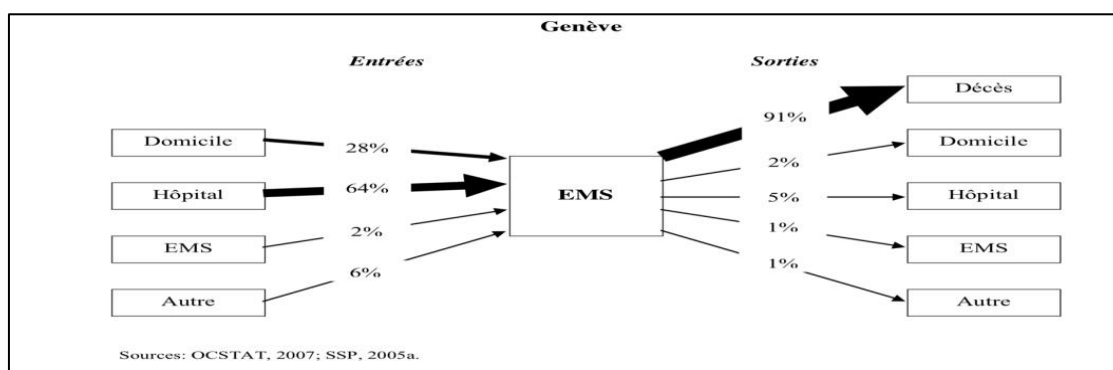 Genève
Entrées
Sorties
Domicile
Hôpital
EMS
Autre
28%
64%
2%
6%
EMS
91%
2%
5%
1%
1%
Décès
Domicile
Hôpital
EMS
Autre
Sources: OCSTAT, 2007; SSP, 2005a.